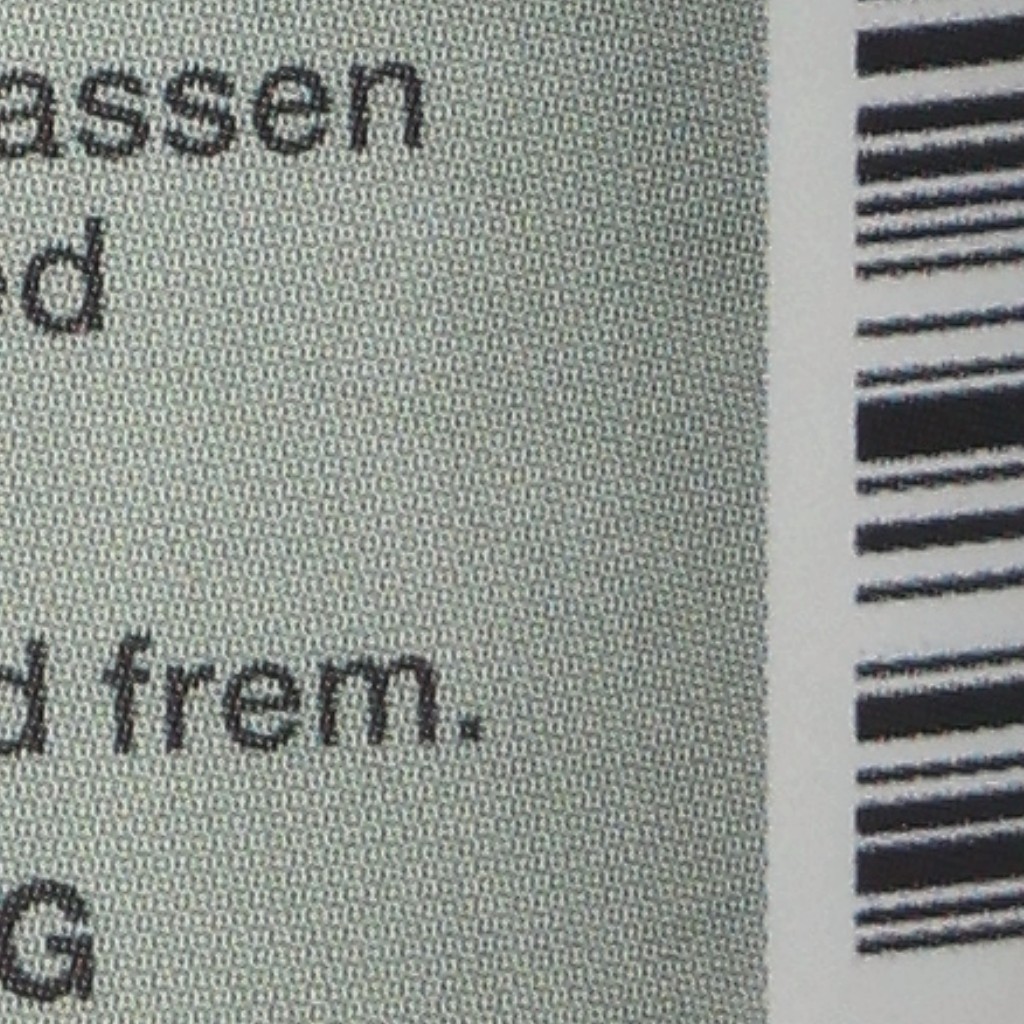 assen
ed
d frem.
G